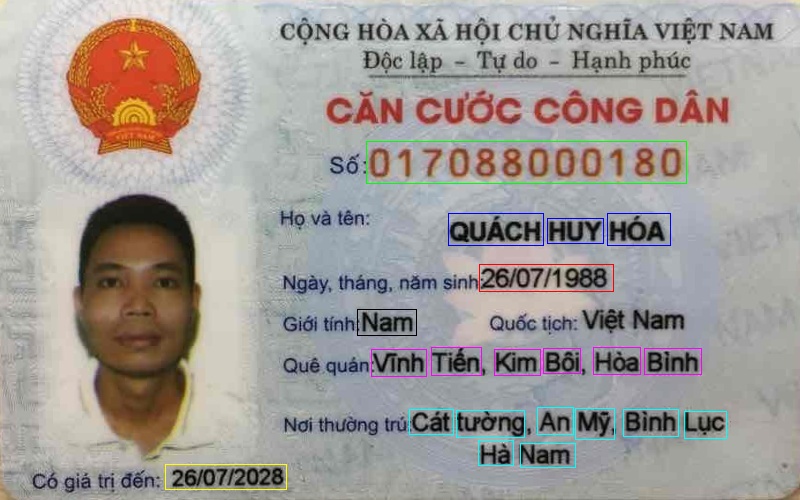 CỘNG HÒA XÃ HỘI CHỦ NGHĨA VIỆT NAM
Độc lập - Tự do - Hạnh phúc
CĂN CƯỚC CÔNG DÂN
Số: 017088000180
Họ và tên: QUÁCH HUY HÓA
Ngày, tháng, năm sinh: 26/07/1988
Giới tính: Nam Quốc tịch: Việt Nam
Quê quán: Vĩnh Tiến, Kim Bôi, Hòa Bình
Nơi thường trú: Cát tường, An Mỹ, Bình Lục
Hà Nam
Có giá trị đến: 26/07/2028